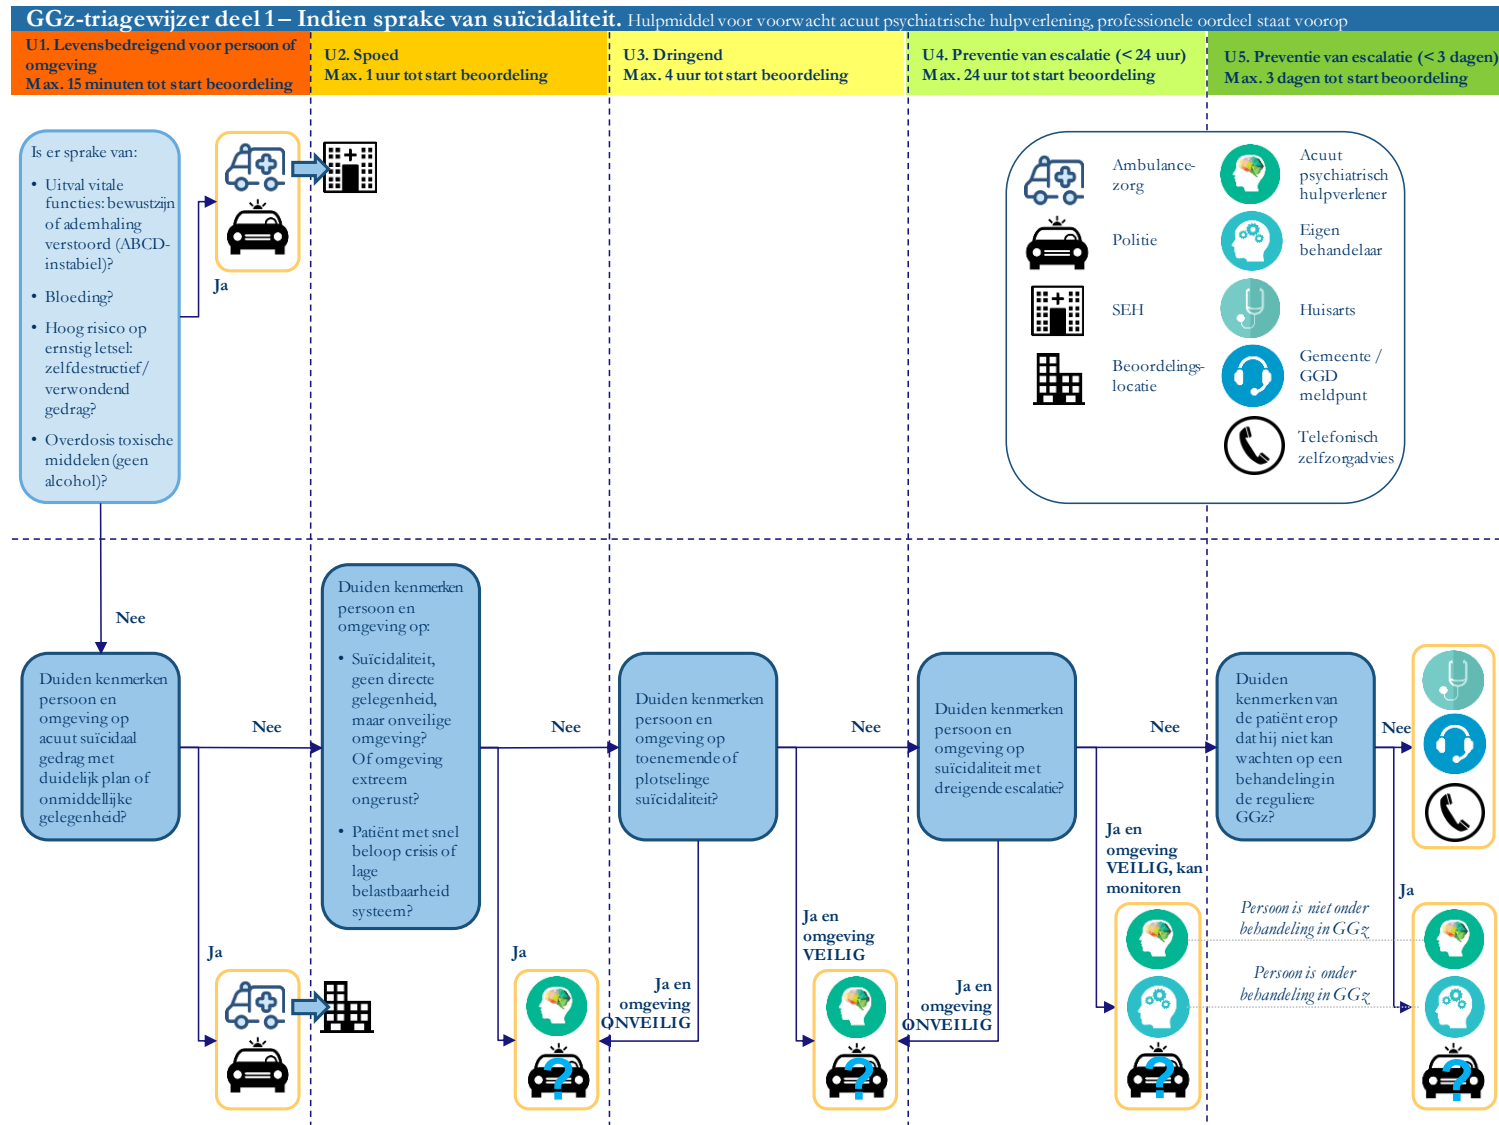 GGz-triagewijzer deel 1 – Indien sprake van suïcidaliteit. Hulpmiddel voor voorwacht acuut psychiatrische hulpverlening, professionele oordeel staat voorop
U1. Levensbedreigend voor persoon of
omgeving
Max. 15 minuten tot start beoordeling
U2. Spoed
Max. 1 uur tot start beoordeling
U3. Dringend
Max. 4 uur tot start beoordeling
U4. Preventie van escalatie (< 24 uur)
Max. 24 uur tot start beoordeling
U5. Preventie van escalatie (< 3 dagen)
Max. 3 dagen tot start beoordeling
Is er sprake van:
• Uitval vitale
functies: bewustzijn
of ademhaling
verstoord (ABCD-
instabiel)?
• Bloeding?
• Hoog risico op
ernstig letsel:
zelfdestructief/
verwondend
gedrag?
• Overdosis toxische
middelen (geen
alcohol)?
Ja
Ambulance-
zorg
Politie
SEH
Beoordelings-
locatie
Acuut
psychiatrisch
hulpverlener
Eigen
behandelaar
Huisarts
Gemeente /
GGD
meldpunt
Telefonisch
zelfzorgadvies
Nee
Duiden kenmerken
persoon en
omgeving op
acuut suïcidaal
gedrag met
duidelijk plan of
onmiddellijke
gelegenheid?
Nee
Ja
Duiden kenmerken
persoon en
omgeving op:
• Suïcidaliteit,
geen directe
gelegenheid,
maar onveilige
omgeving?
Of omgeving
extreem
ongerust?
• Patiënt met snel
beloop crisis of
lage
belastbaarheid
systeem?
Nee
Ja
Duiden kenmerken
persoon en
omgeving op
toenemende of
plotselinge
suïcidaliteit?
Nee
Ja en
omgeving
ONVEILIG
Ja en
omgeving
VEILIG
Duiden kenmerken
persoon en
omgeving op
suïcidaliteit met
dreigende escalatie?
Nee
Ja en
omgeving
ONVEILIG
Ja en
omgeving
VEILIG, kan
monitoren
Duiden
kenmerken van
de patiënt erop
dat hij niet kan
wachten op een
behandeling in
de reguliere
GGz?
Nee
Ja
Persoon is niet onder
behandeling in GGz
Persoon is onder
behandeling in GGz
?
?
?
?